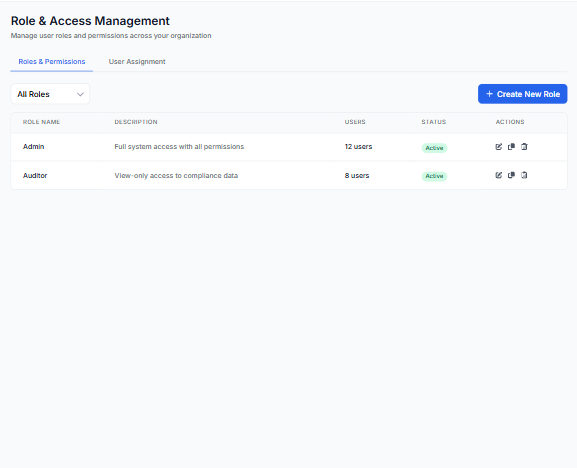 Role & Access Management
Manage user roles and permissions across your organization
Roles & Permissions User Assignment
All Roles + Create New Role
ROLE NAME DESCRIPTION USERS STATUS ACTIONS
Admin Full system access with all permissions 12 users Active
Auditor View-only access to compliance data 8 users Active